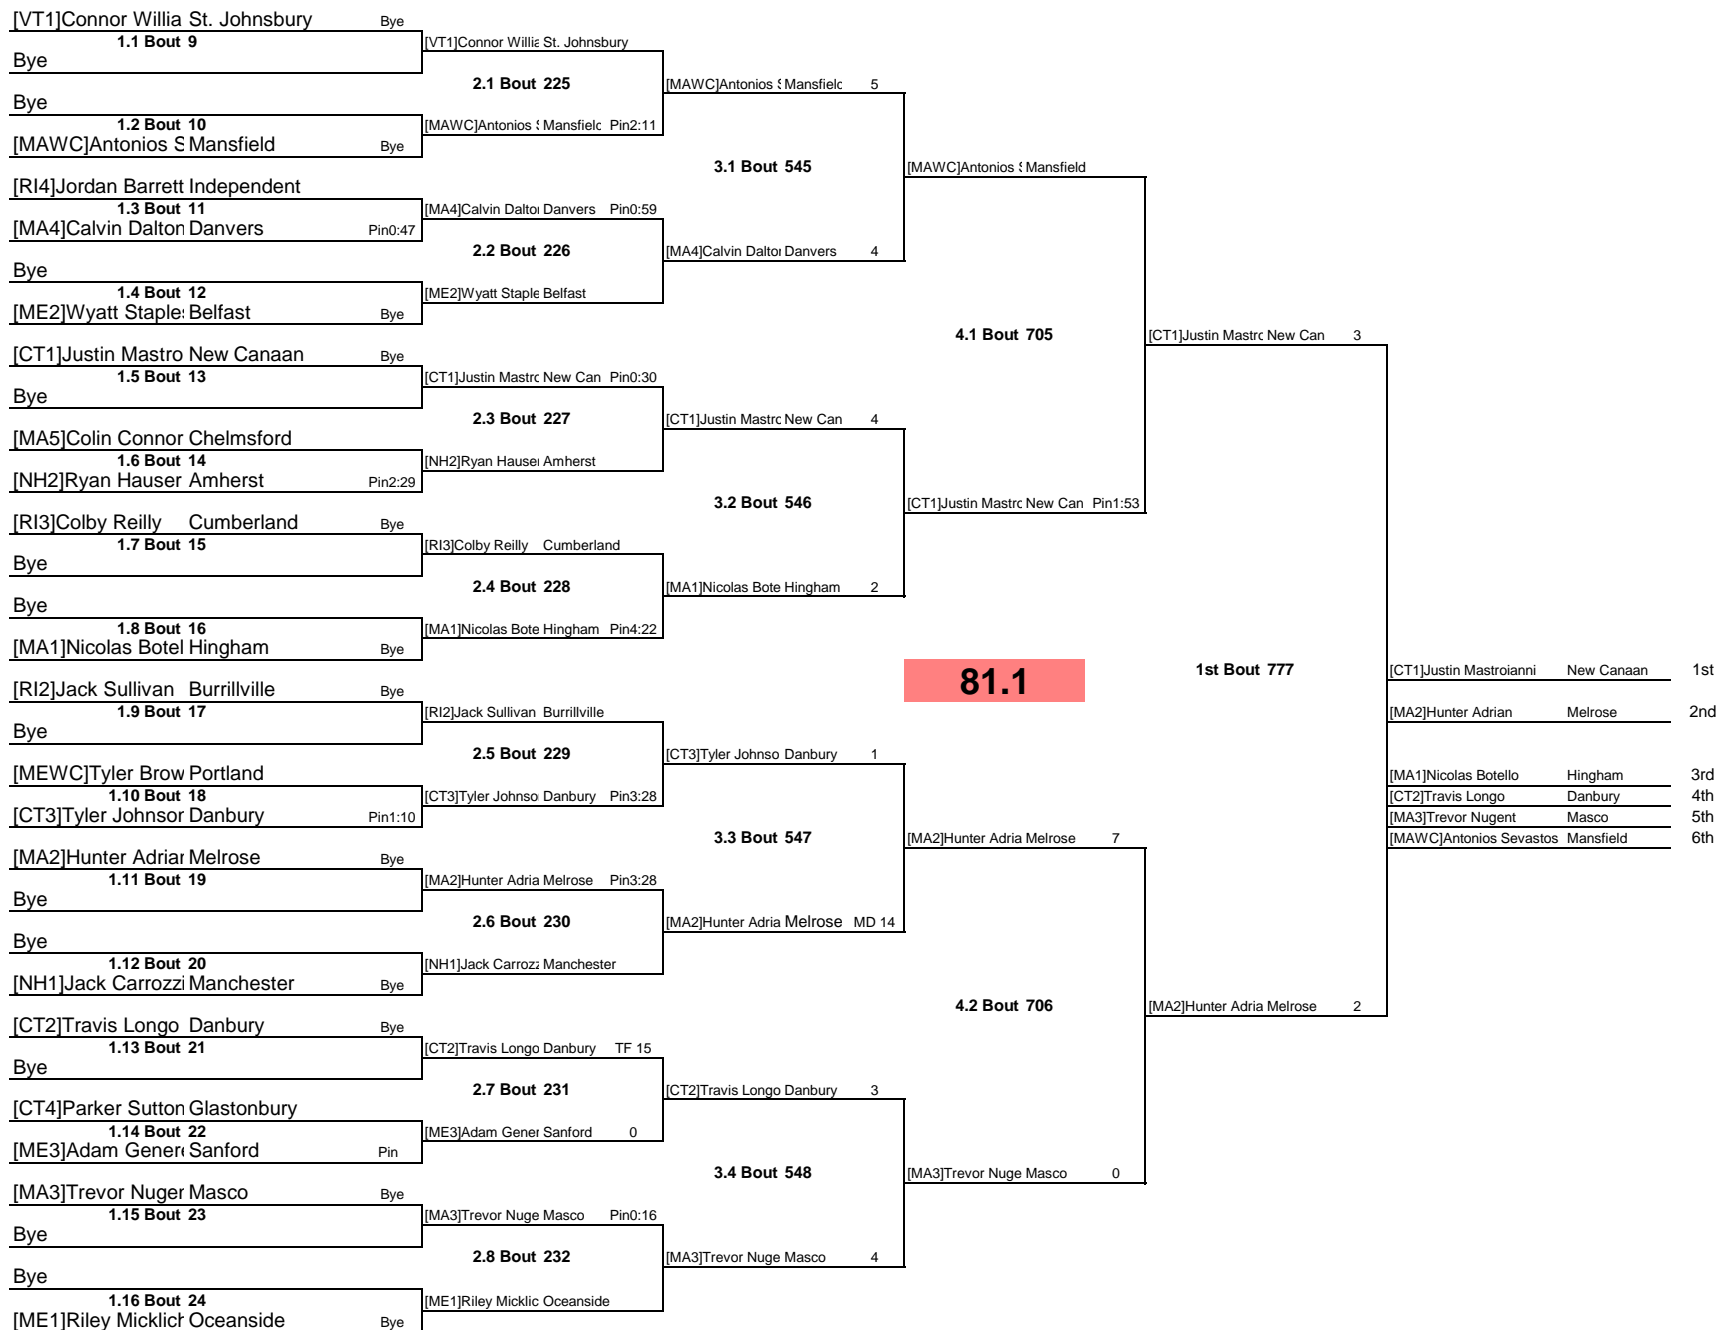 [VT1]Connor Willia St. Johnsbury Bye
1.1 Bout 9
Bye
Bye
1.2 Bout 10
[MAWC]Antonios S Mansfield Bye
[RI4]Jordan Barrett Independent
1.3 Bout 11
[MA4]Calvin Dalton Danvers Pin0:47
Bye
1.4 Bout 12
[ME2]Wyatt Staple Belfast Bye
[CT1]Justin Mastro New Canaan Bye
1.5 Bout 13
Bye
[MA5]Colin Connor Chelmsford
1.6 Bout 14
[NH2]Ryan Hauser Amherst Pin2:29
[RI3]Colby Reilly Cumberland Bye
1.7 Bout 15
Bye
Bye
1.8 Bout 16
[MA1]Nicolas Botel Hingham Bye
[RI2]Jack Sullivan Burrillville Bye
1.9 Bout 17
Bye
[MEWC]Tyler Brow Portland
1.10 Bout 18
[CT3]Tyler Johnsor Danbury Pin1:10
[MA2]Hunter Adriar Melrose Bye
1.11 Bout 19
Bye
Bye
1.12 Bout 20
[NH1]Jack Carrozzi Manchester Bye
[CT2]Travis Longo Danbury Bye
1.13 Bout 21
Bye
[CT4]Parker Sutton Glastonbury
1.14 Bout 22
[ME3]Adam Gener Sanford Pin
[MA3]Trevor Nuger Masco Bye
1.15 Bout 23
Bye
Bye
1.16 Bout 24
[ME1]Riley Micklich Oceanside Bye
[VT1]Connor Willia St. Johnsbury
2.1 Bout 225
[MAWC]Antonios S Mansfield Pin2:11
[MA4]Calvin Dalto Danvers Pin0:59
2.2 Bout 226
[ME2]Wyatt Staple Belfast
[CT1]Justin Mastro New Can Pin0:30
2.3 Bout 227
[NH2]Ryan Hauser Amherst
[RI3]Colby Reilly Cumberland
2.4 Bout 228
[MA1]Nicolas Bote Hingham Pin4:22
[RI2]Jack Sullivan Burrillville
2.5 Bout 229
[CT3]Tyler Johnso Danbury Pin3:28
[MA2]Hunter Adria Melrose Pin3:28
2.6 Bout 230
[NH1]Jack Carroz Manchester
[CT2]Travis Longo Danbury TF 15
2.7 Bout 231
[ME3]Adam Gener Sanford 0
[MA3]Trevor Nuge Masco Pin0:16
2.8 Bout 232
[ME1]Riley Micklic Oceanside
[MAWC]Antonios S Mansfield 5
3.1 Bout 545
[MA4]Calvin Dalto Danvers 4
[CT1]Justin Mastro New Can 4
3.2 Bout 546
[MA1]Nicolas Bote Hingham 2
[CT3]Tyler Johnso Danbury 1
3.3 Bout 547
[MA2]Hunter Adria Melrose MD 14
[CT2]Travis Longo Danbury 3
3.4 Bout 548
[MA3]Trevor Nuge Masco 4
[MAWC]Antonios S Mansfield
4.1 Bout 705
[CT1]Justin Mastro New Can Pin1:53
81.1
[MA2]Hunter Adria Melrose 7
4.2 Bout 706
[MA3]Trevor Nuge Masco 0
[CT1]Justin Mastro New Can 3
1st Bout 777
[MA2]Hunter Adria Melrose 2
[CT1]Justin Mastroianni New Canaan 1st
[MA2]Hunter Adrian Melrose 2nd
[MA1]Nicolas Botello Hingham 3rd
[CT2]Travis Longo Danbury 4th
[MA3]Trevor Nugent Masco 5th
[MAWC]Antonios Sevastos Mansfield 6th